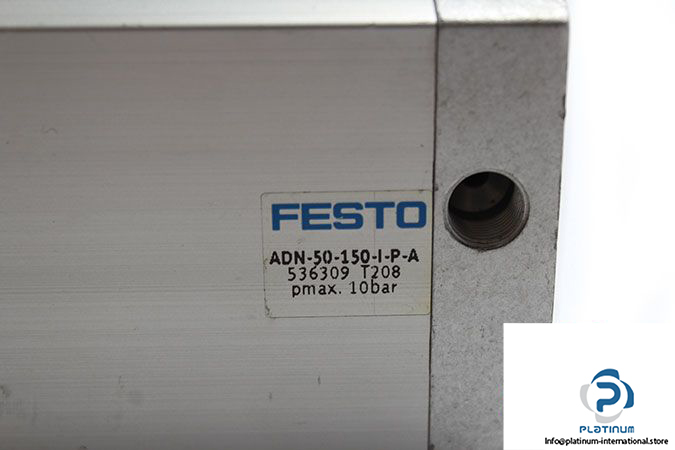 FESTO
ADN-50-150-I-P-A
536309 T208
pmax. 10bar
P
PLATINUM
Info@platinum-international.store